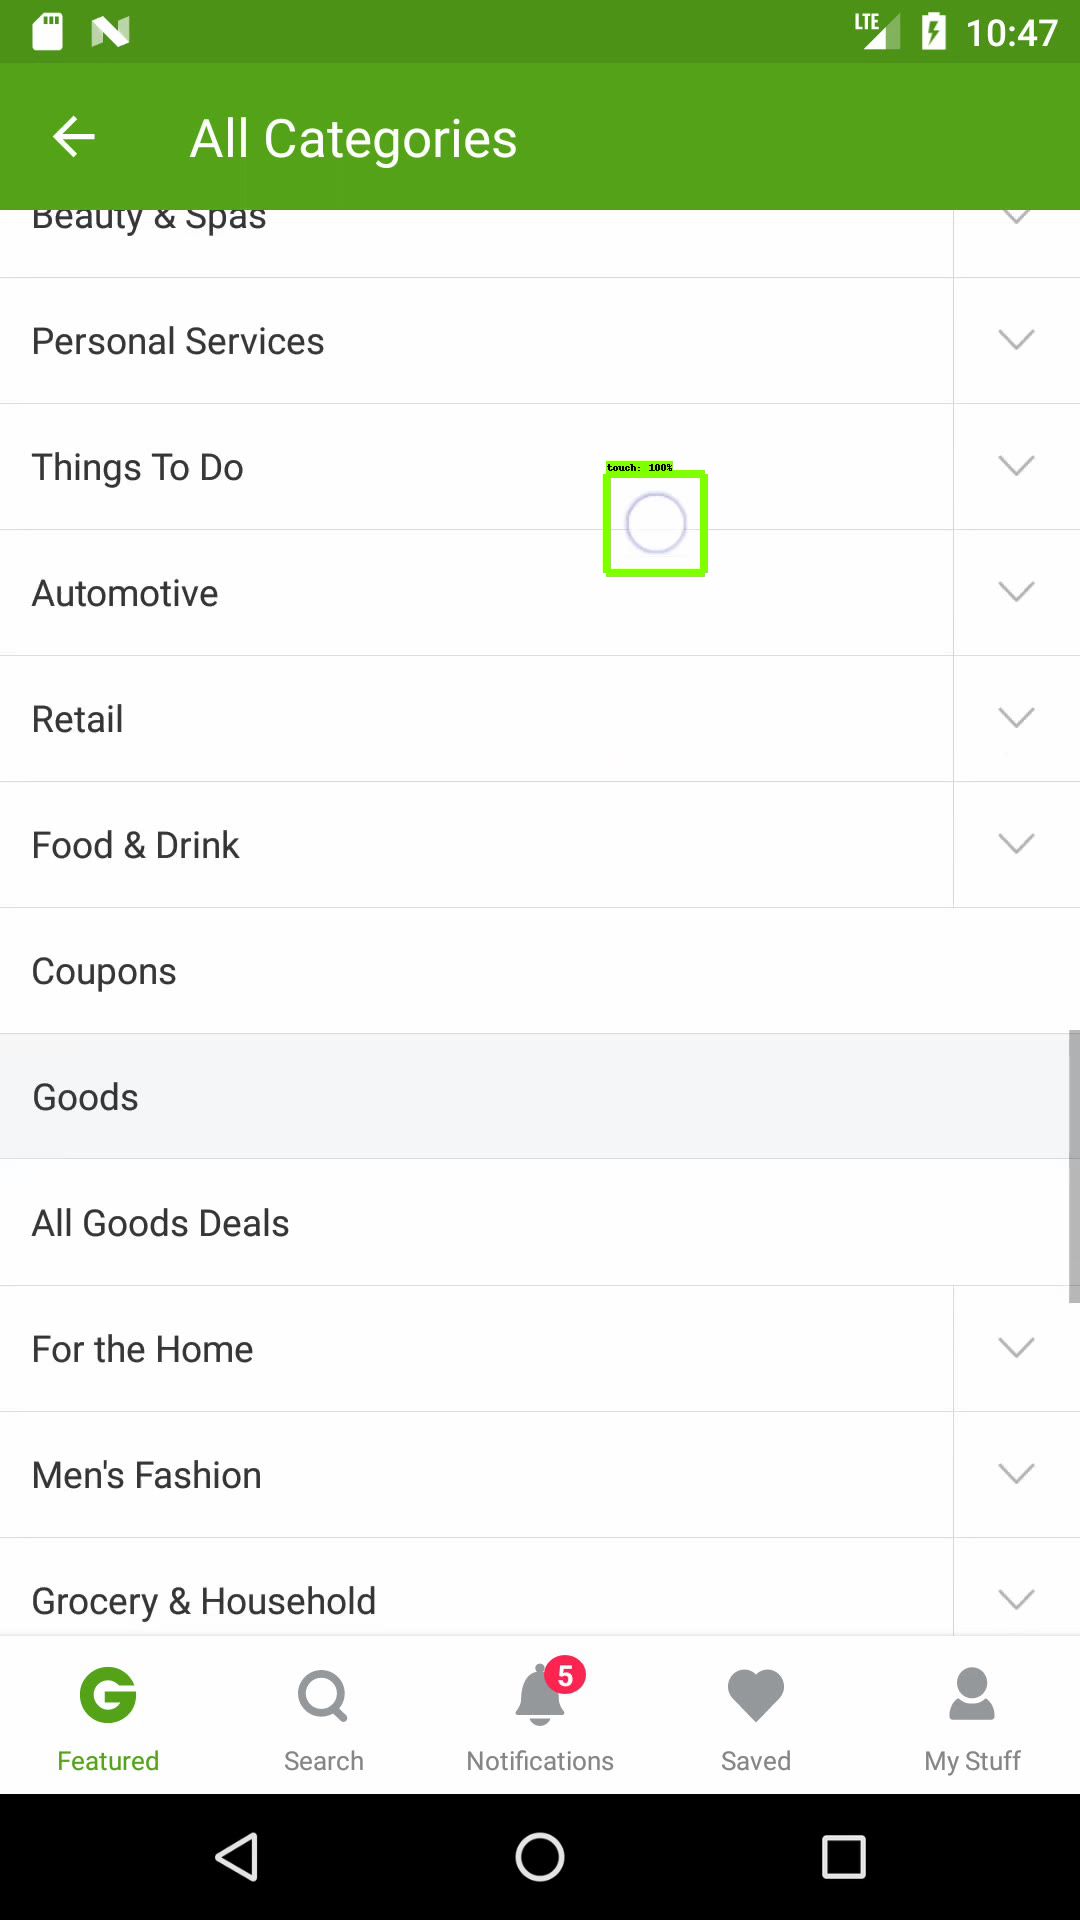 LTE 10:47
All Categories
Beauty & Spas
Personal Services
Things To Do
touch: 100%
Automotive
Retail
Food & Drink
Coupons
Goods
All Goods Deals
For the Home
Men's Fashion
Grocery & Household
5
Featured Search Notifications Saved My Stuff